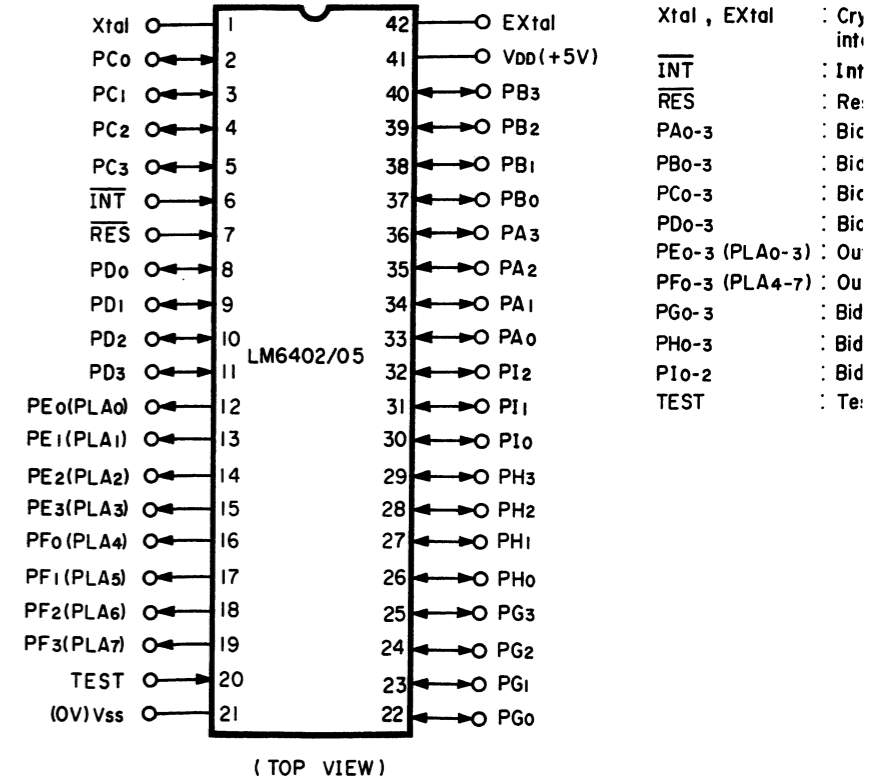 Xtal 1 42 EXtal
PC0 2 41 VDD(+5V)
PC1 3 40 PB3
PC2 4 39 PB2
PC3 5 38 PB1
INT 6 37 PB0
RES 7 36 PA3
PD0 8 35 PA2
PD1 9 34 PA1
PD2 10 33 PA0
PD3 11 32 PI2
PE0(PLA0) 12 31 PI1
PE1(PLA1) 13 30 PI0
PE2(PLA2) 14 29 PH3
PE3(PLA3) 15 28 PH2
PF0(PLA4) 16 27 PH1
PF1(PLA5) 17 26 PH0
PF2(PLA6) 18 25 PG3
PF3(PLA7) 19 24 PG2
TEST 20 23 PG1
(0V)Vss 21 22 PG0
LM6402/05
(TOP VIEW)
Xtal, EXtal :
INT :
RES :
PA0-3 :
PB0-3 :
PC0-3 :
PD0-3 :
PE0-3 (PLA0-3) :
PF0-3 (PLA4-7) :
PG0-3 :
PH0-3 :
PI0-2 :
TEST :